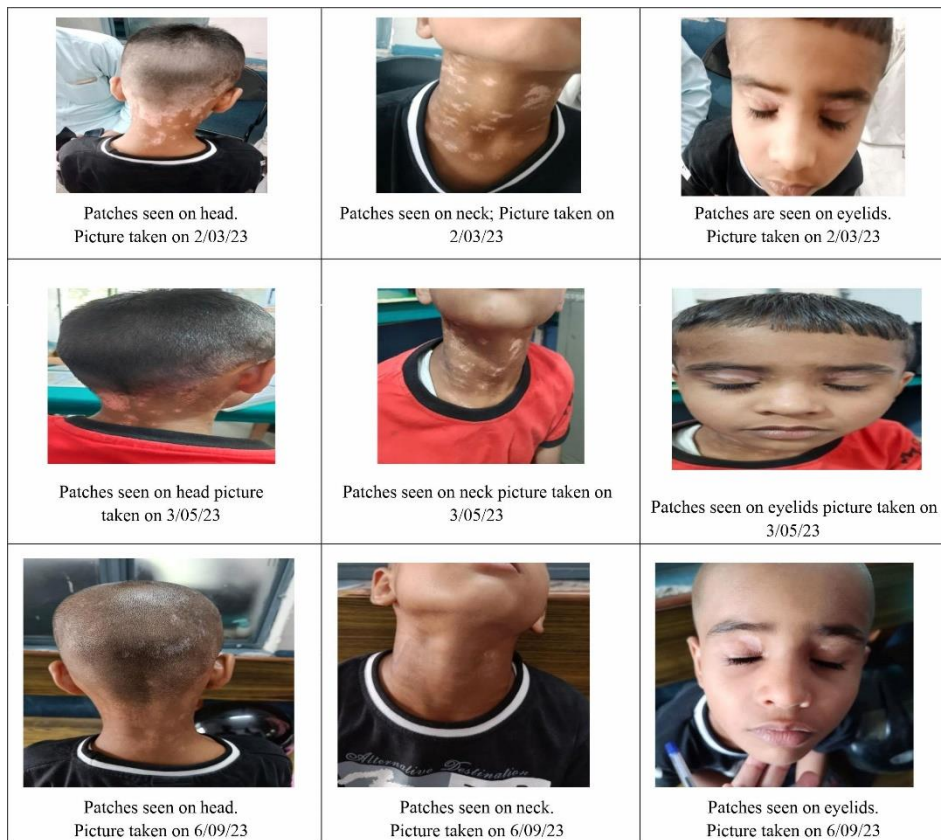 Patches seen on head.
Picture taken on 2/03/23
Patches seen on neck; Picture taken on
2/03/23
Patches are seen on eyelids.
Picture taken on 2/03/23
Patches seen on head picture
taken on 3/05/23
Patches seen on neck picture taken on
3/05/23
Patches seen on eyelids picture taken on
3/05/23
Alternative Destination
Patches seen on head.
Picture taken on 6/09/23
Patches seen on neck.
Picture taken on 6/09/23
Patches seen on eyelids.
Picture taken on 6/09/23